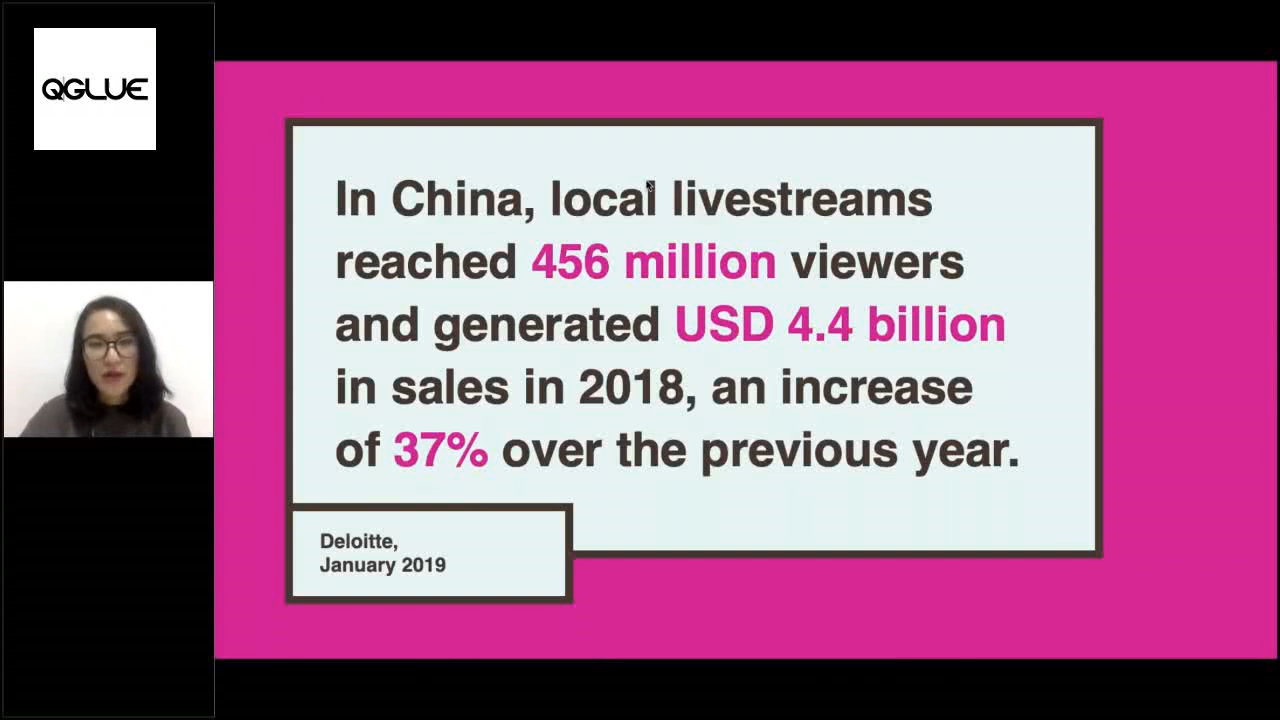 QGLUE
In China, local livestreams
reached 456 million viewers
and generated USD 4.4 billion
in sales in 2018, an increase
of 37% over the previous year.
Deloitte,
January 2019